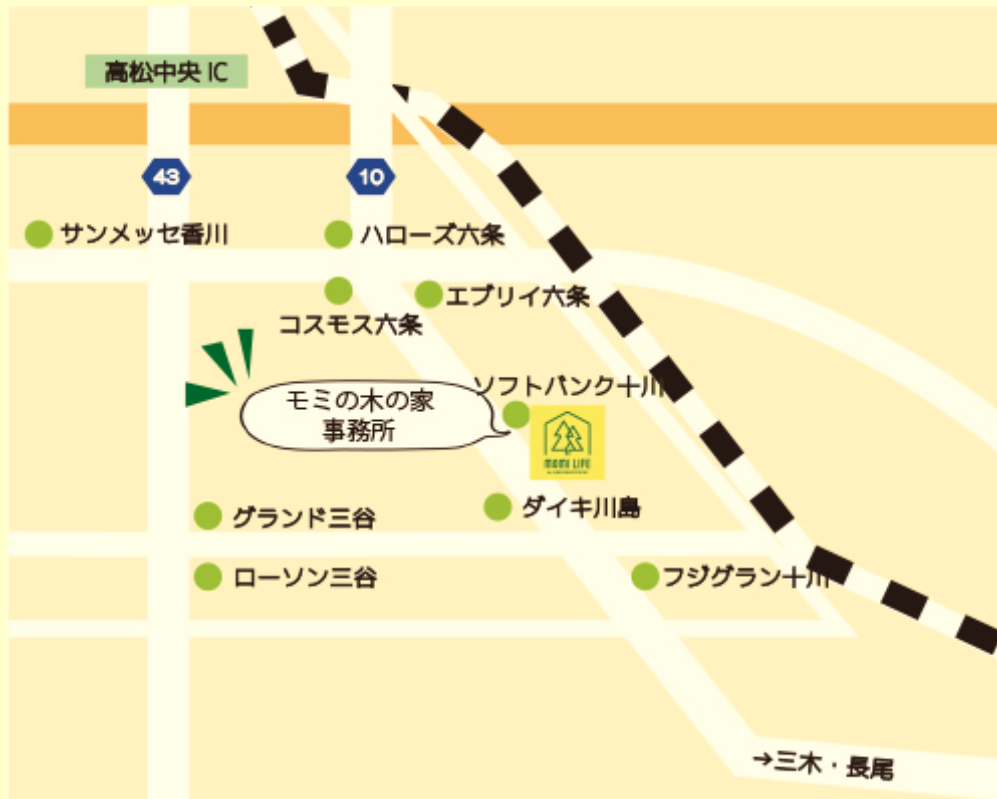 高松中央 IC
43
10
サンメッセ香川
ハローズ六条
エブリイ六条
コスモス六条
ソフトバンク十川
モミの木の家
事務所
MOMI LIFE
ダイキ川島
グランド三谷
ローソン三谷
フジグラン十川
→三木・長尾